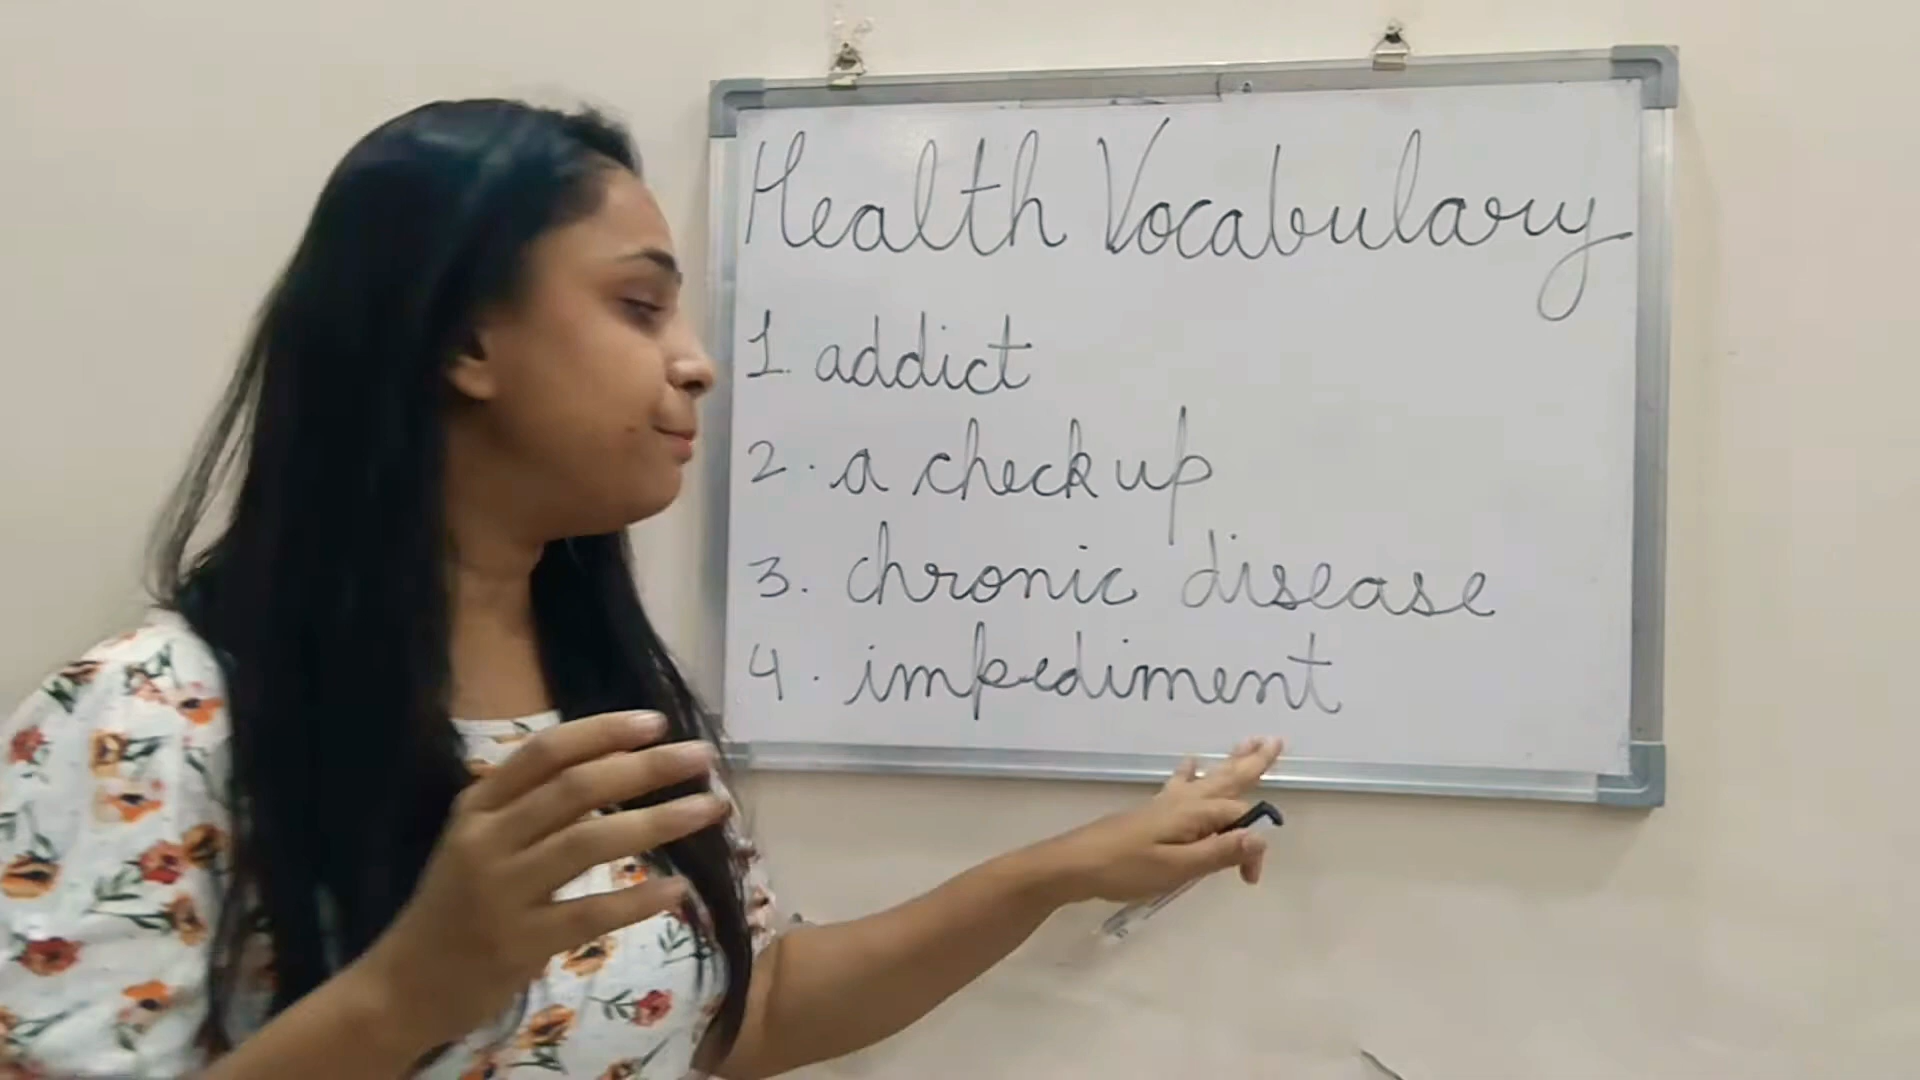 Health Vocabulary
1. addict
2. a check up
3. chronic disease
4. impediment